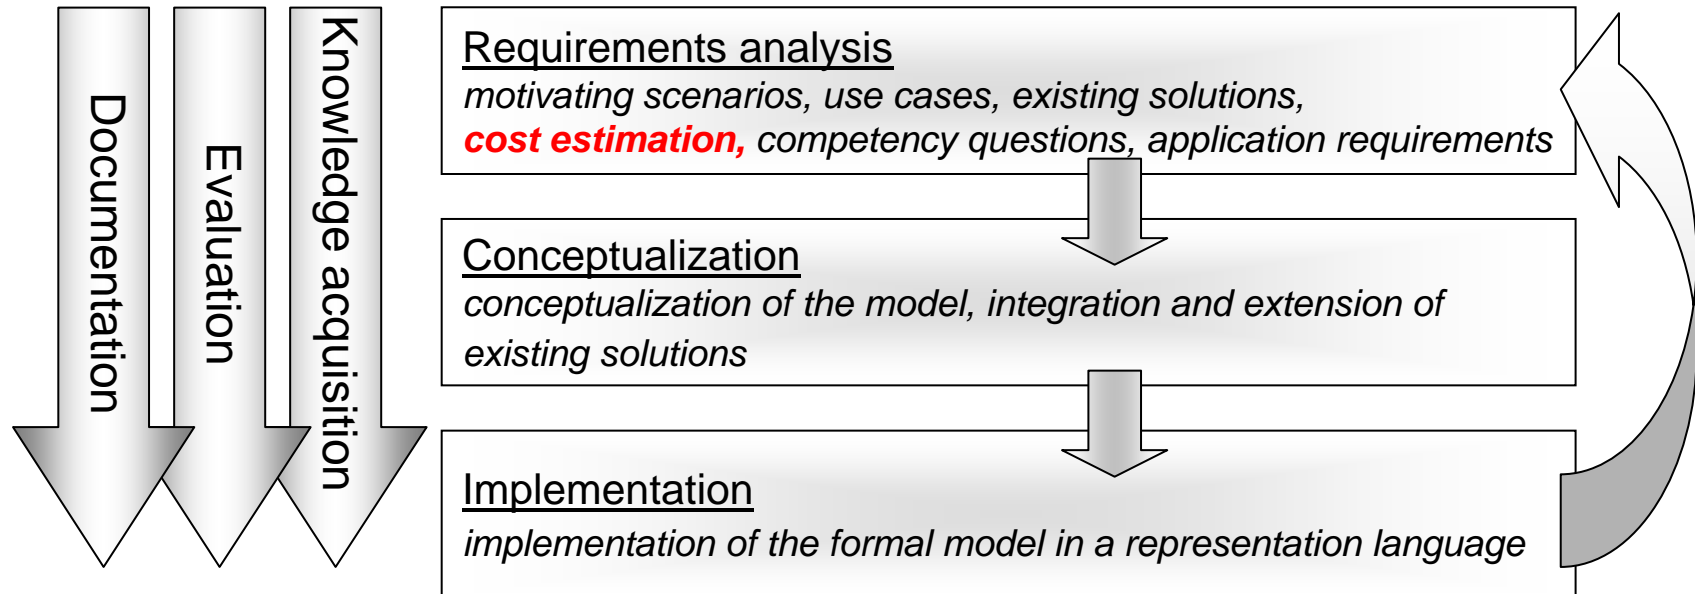 Documentation
Evaluation
Knowledge acquisition
Requirements analysis
motivating scenarios, use cases, existing solutions,
cost estimation, competency questions, application requirements
Conceptualization
conceptualization of the model, integration and extension of
existing solutions
Implementation
implementation of the formal model in a representation language